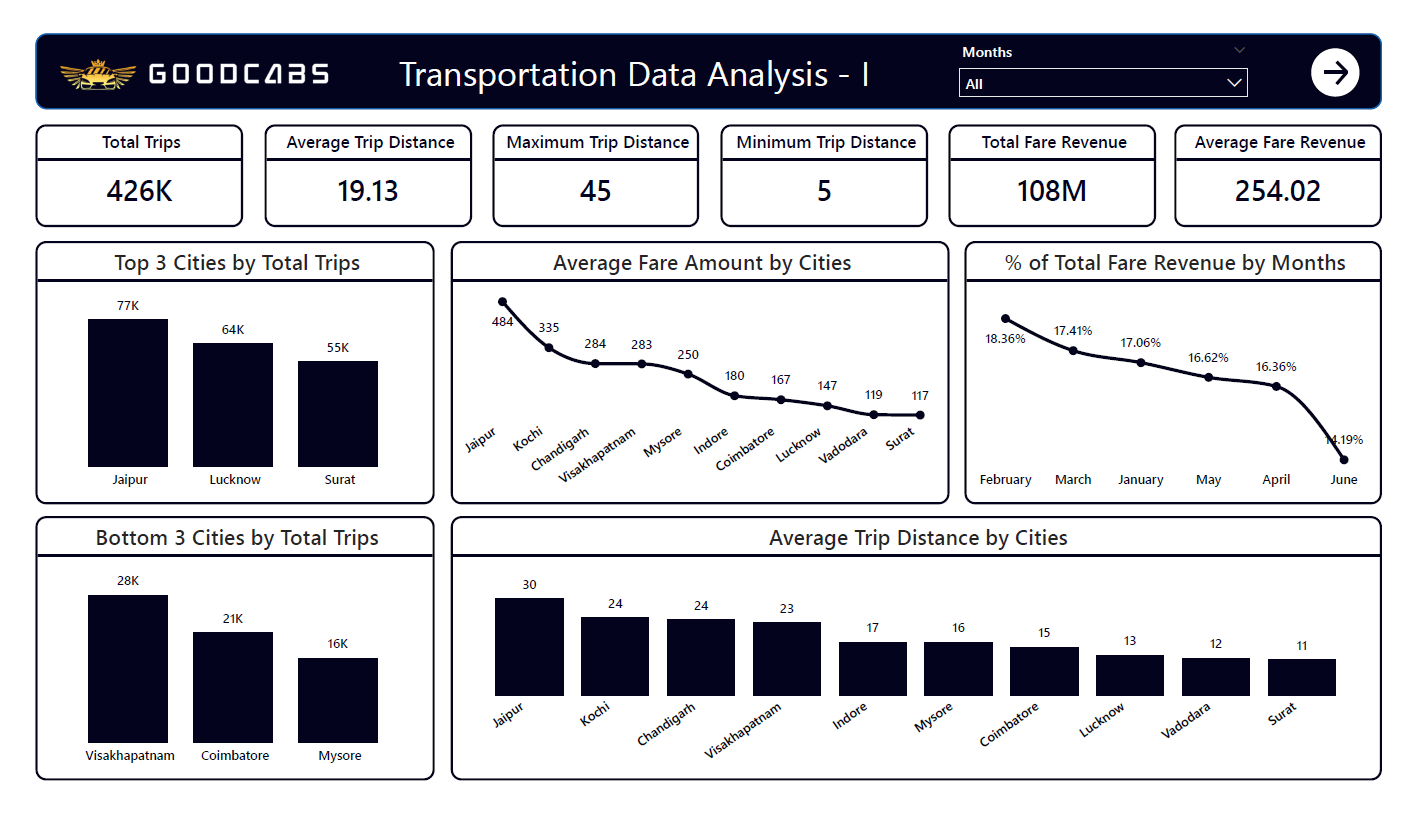 GOODCABS
Transportation Data Analysis - I
Months
All
Total Trips
426K
Average Trip Distance
19.13
Maximum Trip Distance
45
Minimum Trip Distance
5
Total Fare Revenue
108M
Average Fare Revenue
254.02
Top 3 Cities by Total Trips
77K
64K
55K
Jaipur
Lucknow
Surat
Average Fare Amount by Cities
484
335
284
283
250
180
167
147
119
117
Jaipur
Kochi
Chandigarh
Visakhapatnam
Mysore
Indore
Coimbatore
Lucknow
Vadodara
Surat
% of Total Fare Revenue by Months
18.36%
17.41%
17.06%
16.62%
16.36%
14.19%
February
March
January
May
April
June
Bottom 3 Cities by Total Trips
28K
21K
16K
Visakhapatnam
Coimbatore
Mysore
Average Trip Distance by Cities
30
24
24
23
17
16
15
13
12
11
Jaipur
Kochi
Chandigarh
Visakhapatnam
Indore
Mysore
Coimbatore
Lucknow
Vadodara
Surat